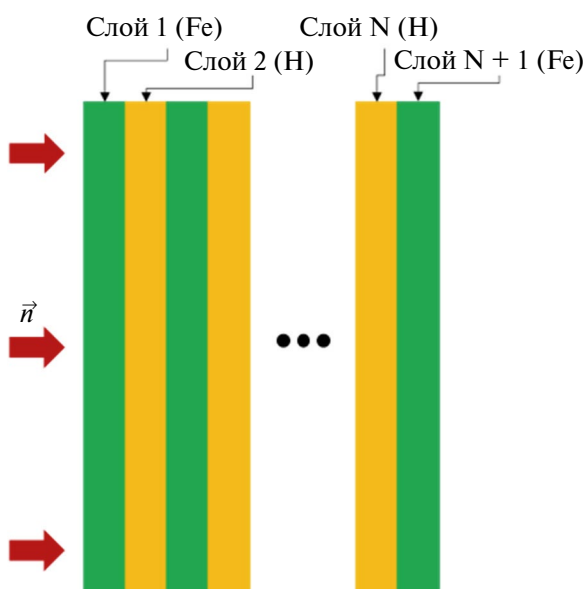 Слой 1 (Fe)
Слой 2 (H)
Слой N (H)
Слой N + 1 (Fe)
n⃗